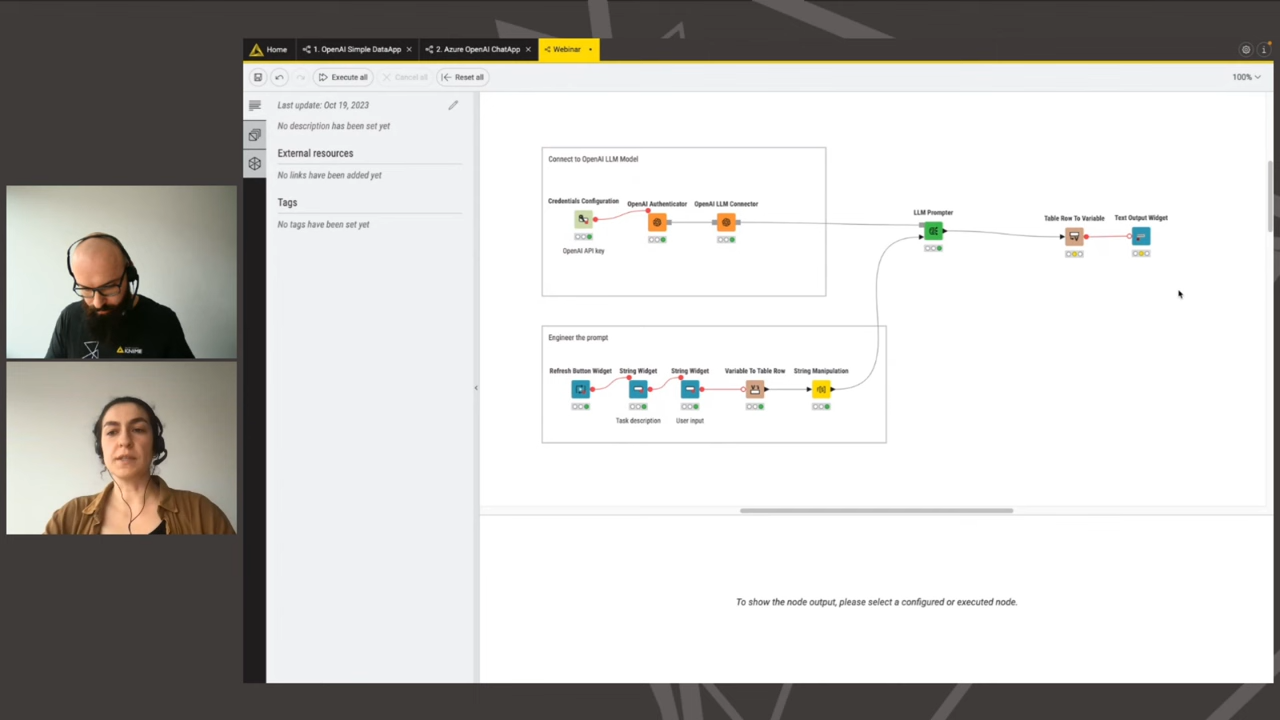 Home
1. OpenAI Simple DataApp
2. Azure OpenAI ChatApp
Webinar
Execute all
Cancel all
Reset all
100%
Last update: Oct 19, 2023
No description has been set yet
External resources
No links have been added yet
Tags
No tags have been set yet
Connect to OpenAI LLM Model
Credentials Configuration
OpenAI Authenticator
OpenAI LLM Connector
OpenAI API key
LLM Prompter
Table Row To Variable
Text Output Widget
Engineer the prompt
Refresh Button Widget
String Widget
String Widget
Variable To Table Row
String Manipulation
Task description
User input
To show the node output, please select a configured or executed node.
KNIME